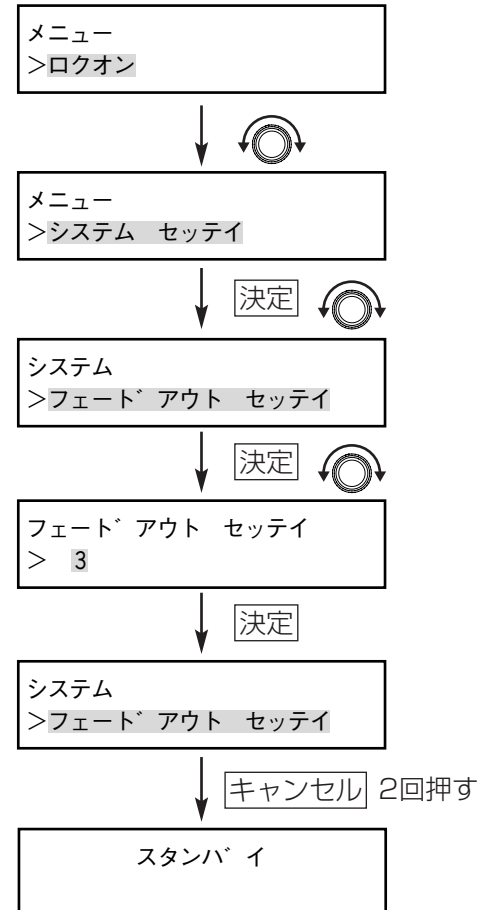 メニュー
>ロクオン
メニュー
>システム　セッテイ
決定
システム
>フェード゛アウト　セッテイ
決定
フェード゛アウト　セッテイ
>　3
決定
システム
>フェード゛アウト　セッテイ
キャンセル 2回押す
スタンハ゛イ